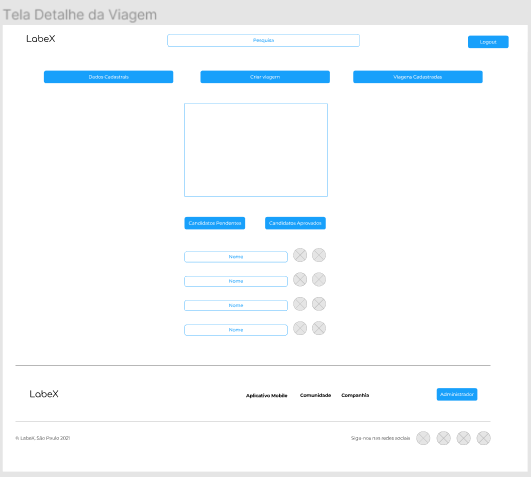 Tela Detalhe da Viagem
LabeX
Pesquisa
Logout
Dados Cadastrais
Criar viagem
Viagens Cadastradas
Candidatos Pendentes
Candidatos Aprovados
Nome
Nome
Nome
Nome
LabeX
Aplicativo Mobile
Comunidade
Companhia
Administrador
© LabeX, São Paulo 2021
Siga-nos nas redes sociais